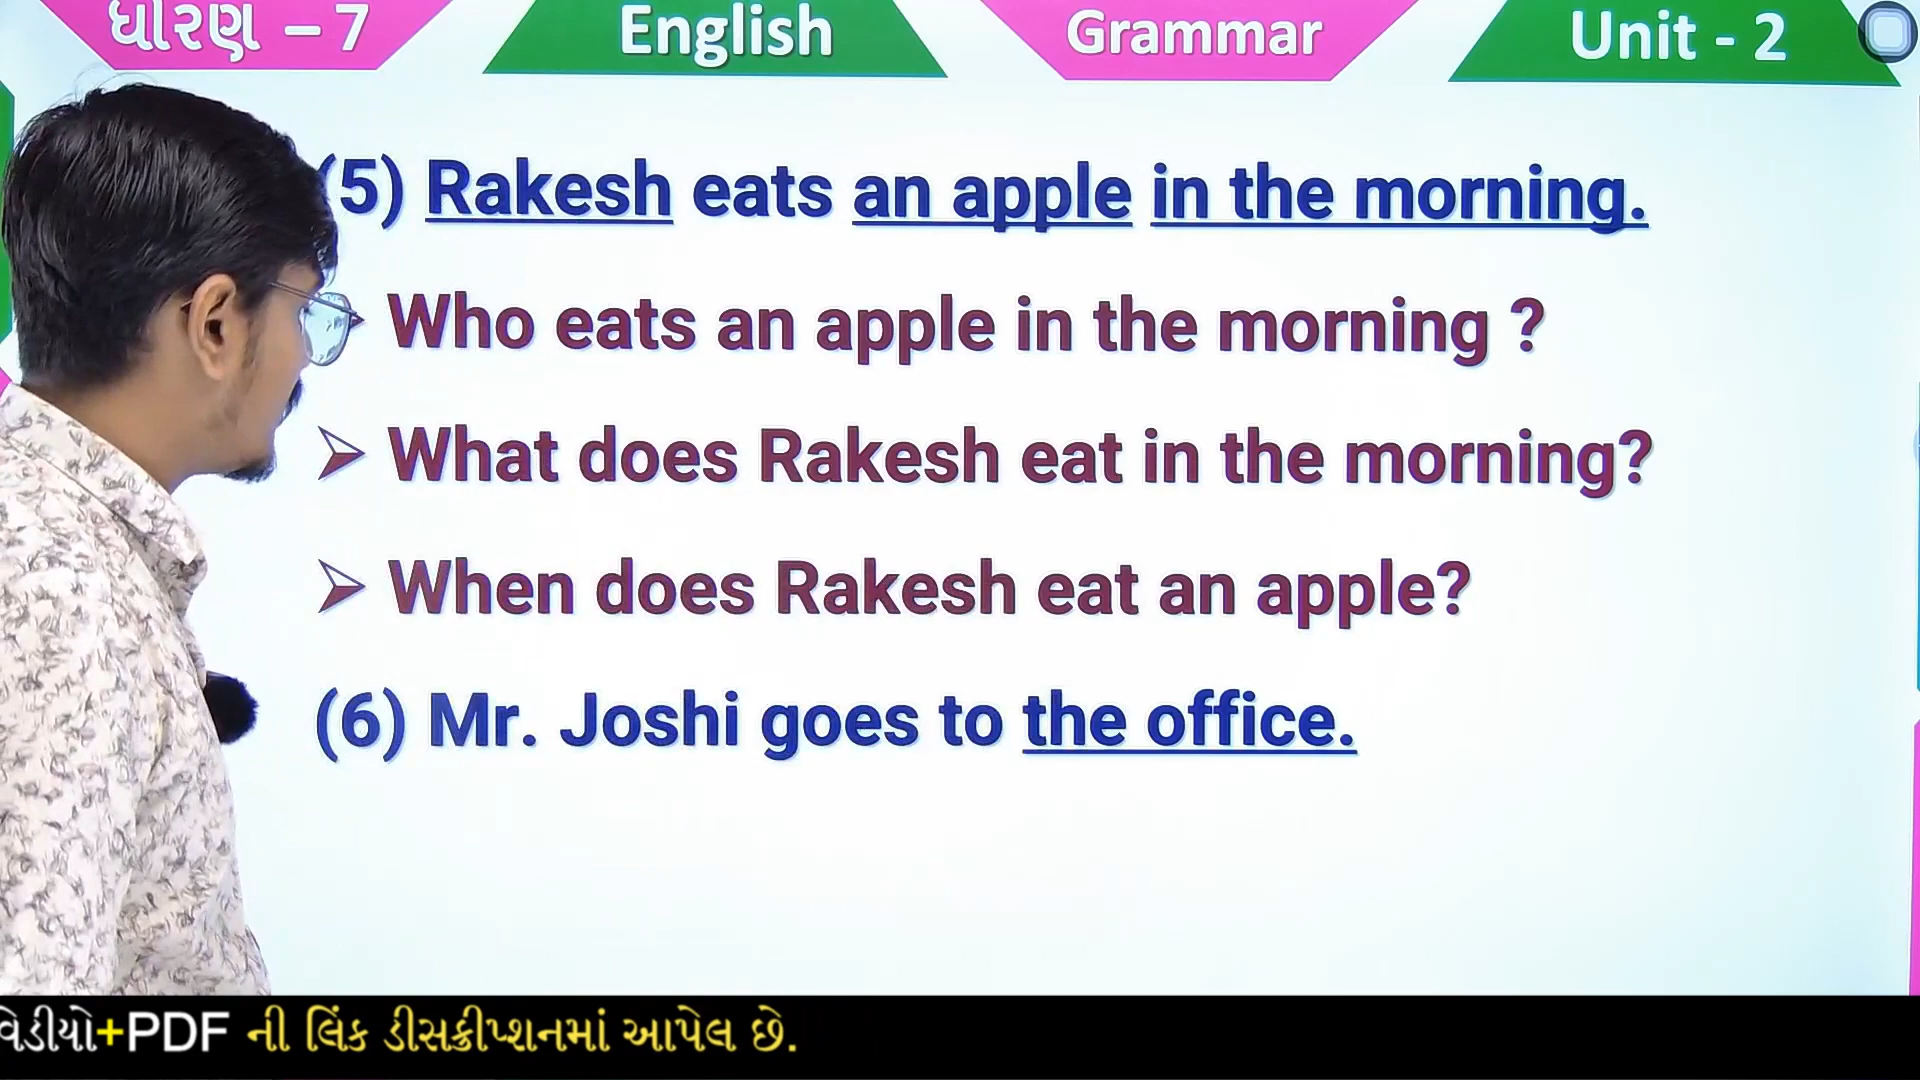 ધોરણ – 7
English
Grammar
Unit - 2
(5) Rakesh eats an apple in the morning.
Who eats an apple in the morning ?
➢ What does Rakesh eat in the morning?
➢ When does Rakesh eat an apple?
(6) Mr. Joshi goes to the office.
વેડીયો+PDF ની લિંક ડીસક્રીપ્શનમાં આપેલ છે.